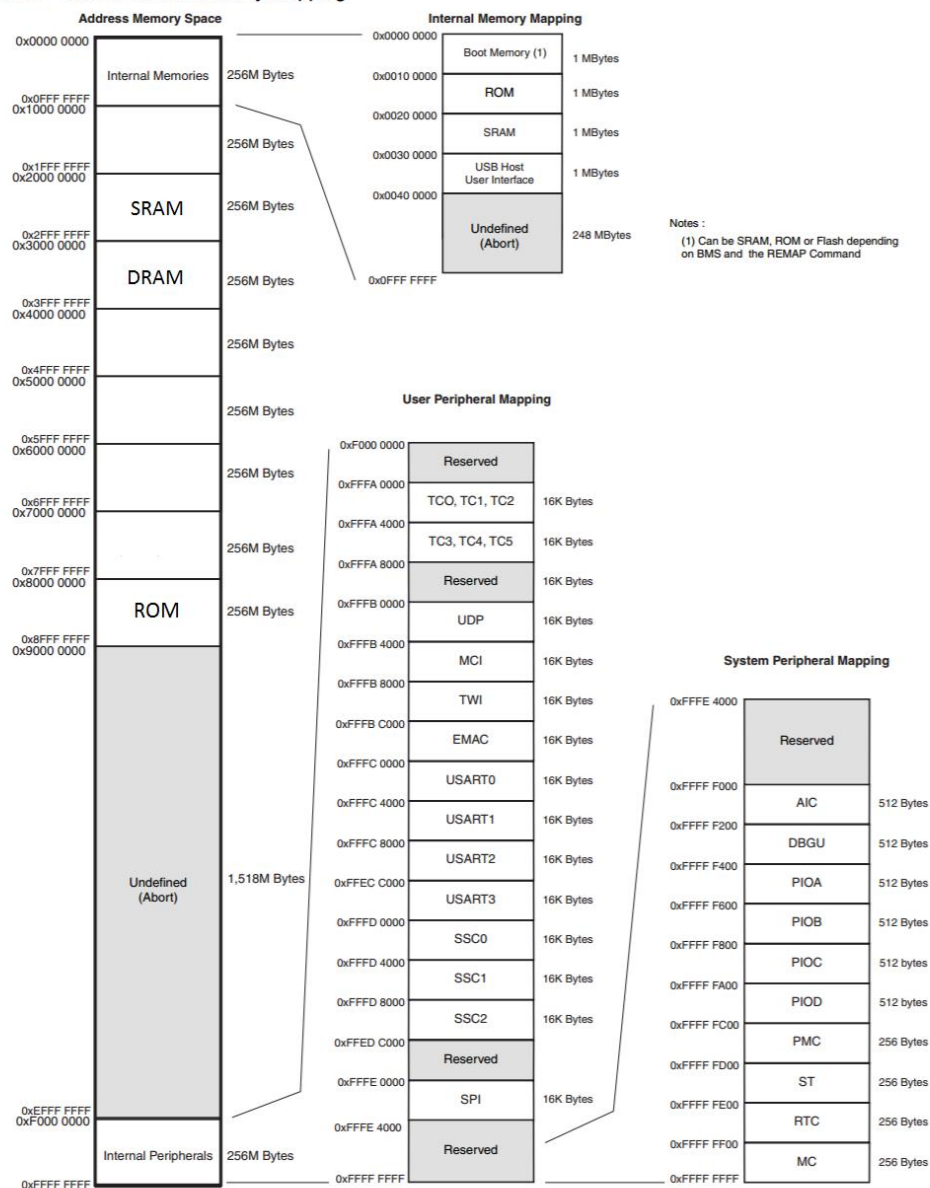 Address Memory Space
0x0000 0000
Internal Memories
256M Bytes
0x0FFF FFFF
0x1000 0000
256M Bytes
0x1FFF FFFF
0x2000 0000
SRAM
256M Bytes
0x2FFF FFFF
0x3000 0000
DRAM
256M Bytes
0x3FFF FFFF
0x4000 0000
256M Bytes
0x4FFF FFFF
0x5000 0000
256M Bytes
0x5FFF FFFF
0x6000 0000
256M Bytes
0x6FFF FFFF
0x7000 0000
256M Bytes
0x7FFF FFFF
0x8000 0000
ROM
256M Bytes
0x8FFF FFFF
0x9000 0000
Undefined
(Abort)
1,518M Bytes
0xEFFF FFFF
0xF000 0000
Internal Peripherals
256M Bytes
0xFFFF FFFF
Internal Memory Mapping
0x0000 0000
Boot Memory (1)
1 MBytes
0x0010 0000
ROM
1 MBytes
0x0020 0000
SRAM
1 MBytes
0x0030 0000
USB Host
User Interface
1 MBytes
0x0040 0000
Undefined
(Abort)
248 MBytes
0x0FFF FFFF
Notes :
(1) Can be SRAM, ROM or Flash depending
on BMS and the REMAP Command
User Peripheral Mapping
0xF000 0000
Reserved
0xFFFA 0000
TCO, TC1, TC2
16K Bytes
0xFFFA 4000
TC3, TC4, TC5
16K Bytes
0xFFFA 8000
Reserved
16K Bytes
0xFFFB 0000
UDP
16K Bytes
0xFFFB 4000
MCI
16K Bytes
0xFFFB 8000
TWI
16K Bytes
0xFFFB C000
EMAC
16K Bytes
0xFFFC 0000
USART0
16K Bytes
0xFFFC 4000
USART1
16K Bytes
0xFFFC 8000
USART2
16K Bytes
0xFFEC C000
USART3
16K Bytes
0xFFFD 0000
SSC0
16K Bytes
0xFFFD 4000
SSC1
16K Bytes
0xFFFD 8000
SSC2
16K Bytes
0xFFED C000
Reserved
0xFFFE 0000
SPI
16K Bytes
0xFFFE 4000
Reserved
0xFFFF FFFF
System Peripheral Mapping
0xFFFE 4000
Reserved
0xFFFF F000
AIC
512 Bytes
0xFFFF F200
DBGU
512 Bytes
0xFFFF F400
PIOA
512 Bytes
0xFFFF F600
PIOB
512 Bytes
0xFFFF F800
PIOC
512 bytes
0xFFFF FA00
PIOD
512 bytes
0xFFFF FC00
PMC
256 Bytes
0xFFFF FD00
ST
256 Bytes
0xFFFF FE00
RTC
256 Bytes
0xFFFF FF00
MC
256 Bytes
0xFFFF FFFF